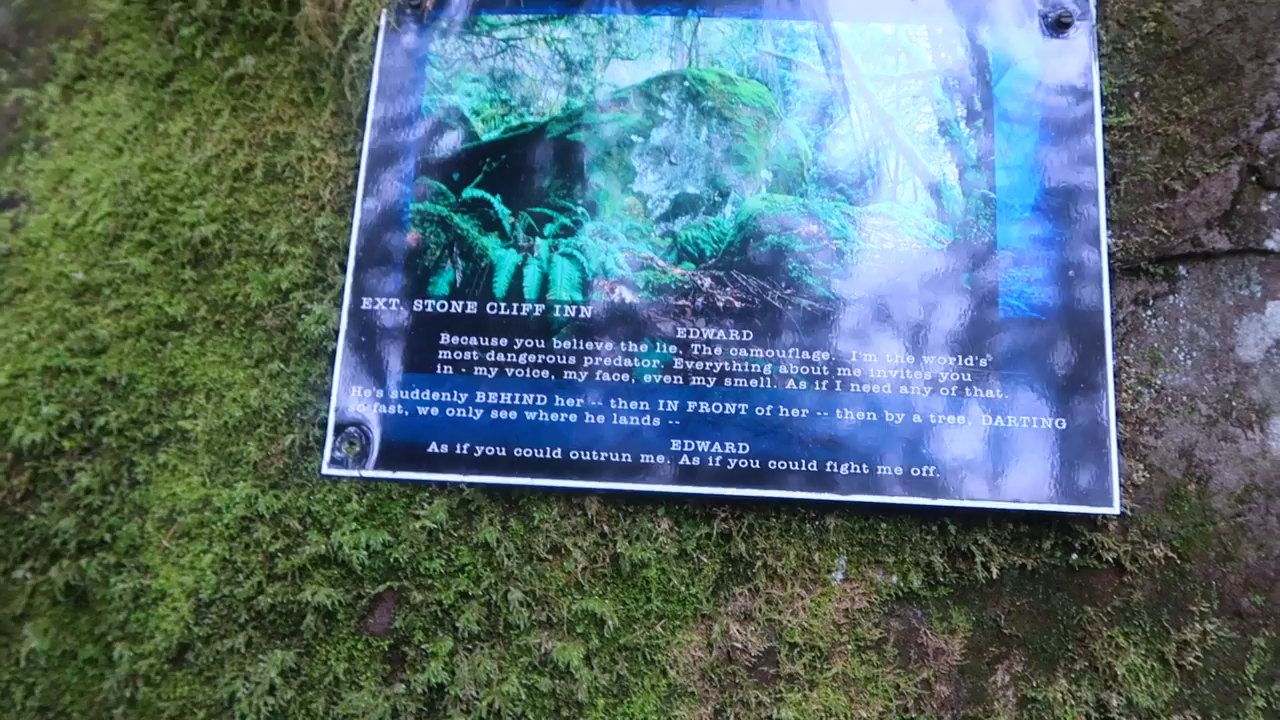 EXT. STONE CLIFF INN
EDWARD
Because you believe the lie. The camouflage. I'm the world's
most dangerous predator. Everything about me invites you
in - my voice, my face, even my smell. As if I need any of that.
He's suddenly BEHIND her -- then IN FRONT of her -- then by a tree, DARTING
so fast, we only see where he lands --
EDWARD
As if you could outrun me. As if you could fight me off.